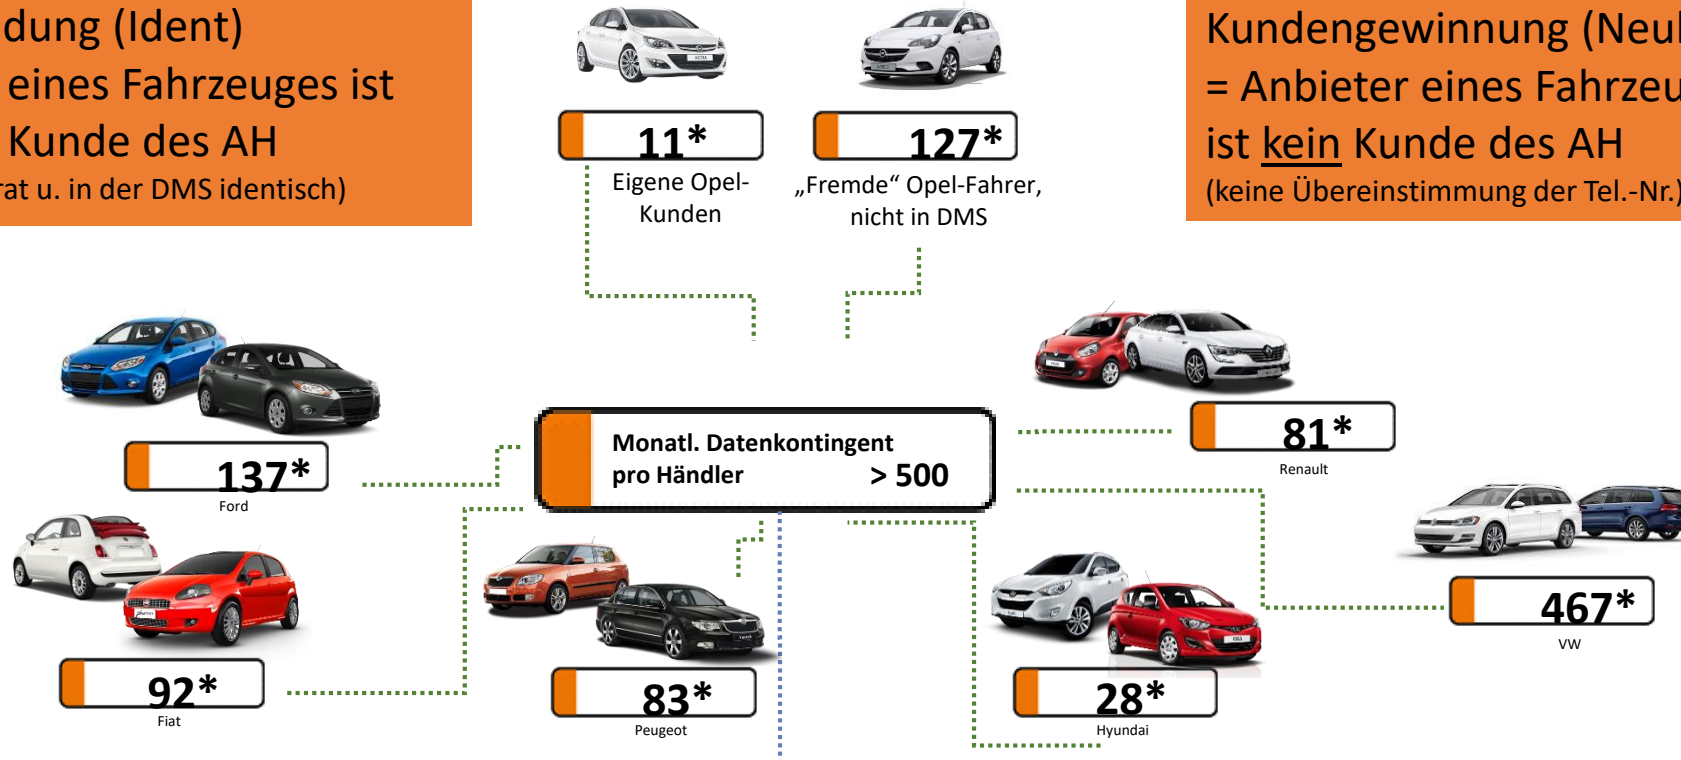 dung (Ident)
eines Fahrzeuges ist
Kunde des AH
rat u. in der DMS identisch)
11*
Eigene Opel-
Kunden
127*
„Fremde“ Opel-Fahrer,
nicht in DMS
Kundengewinnung (Neu
= Anbieter eines Fahrzeu
ist kein Kunde des AH
(keine Übereinstimmung der Tel.-Nr.)
137*
Ford
Monatl. Datenkontingent
pro Händler > 500
81*
Renault
92*
Fiat
83*
Peugeot
28*
Hyundai
467*
VW